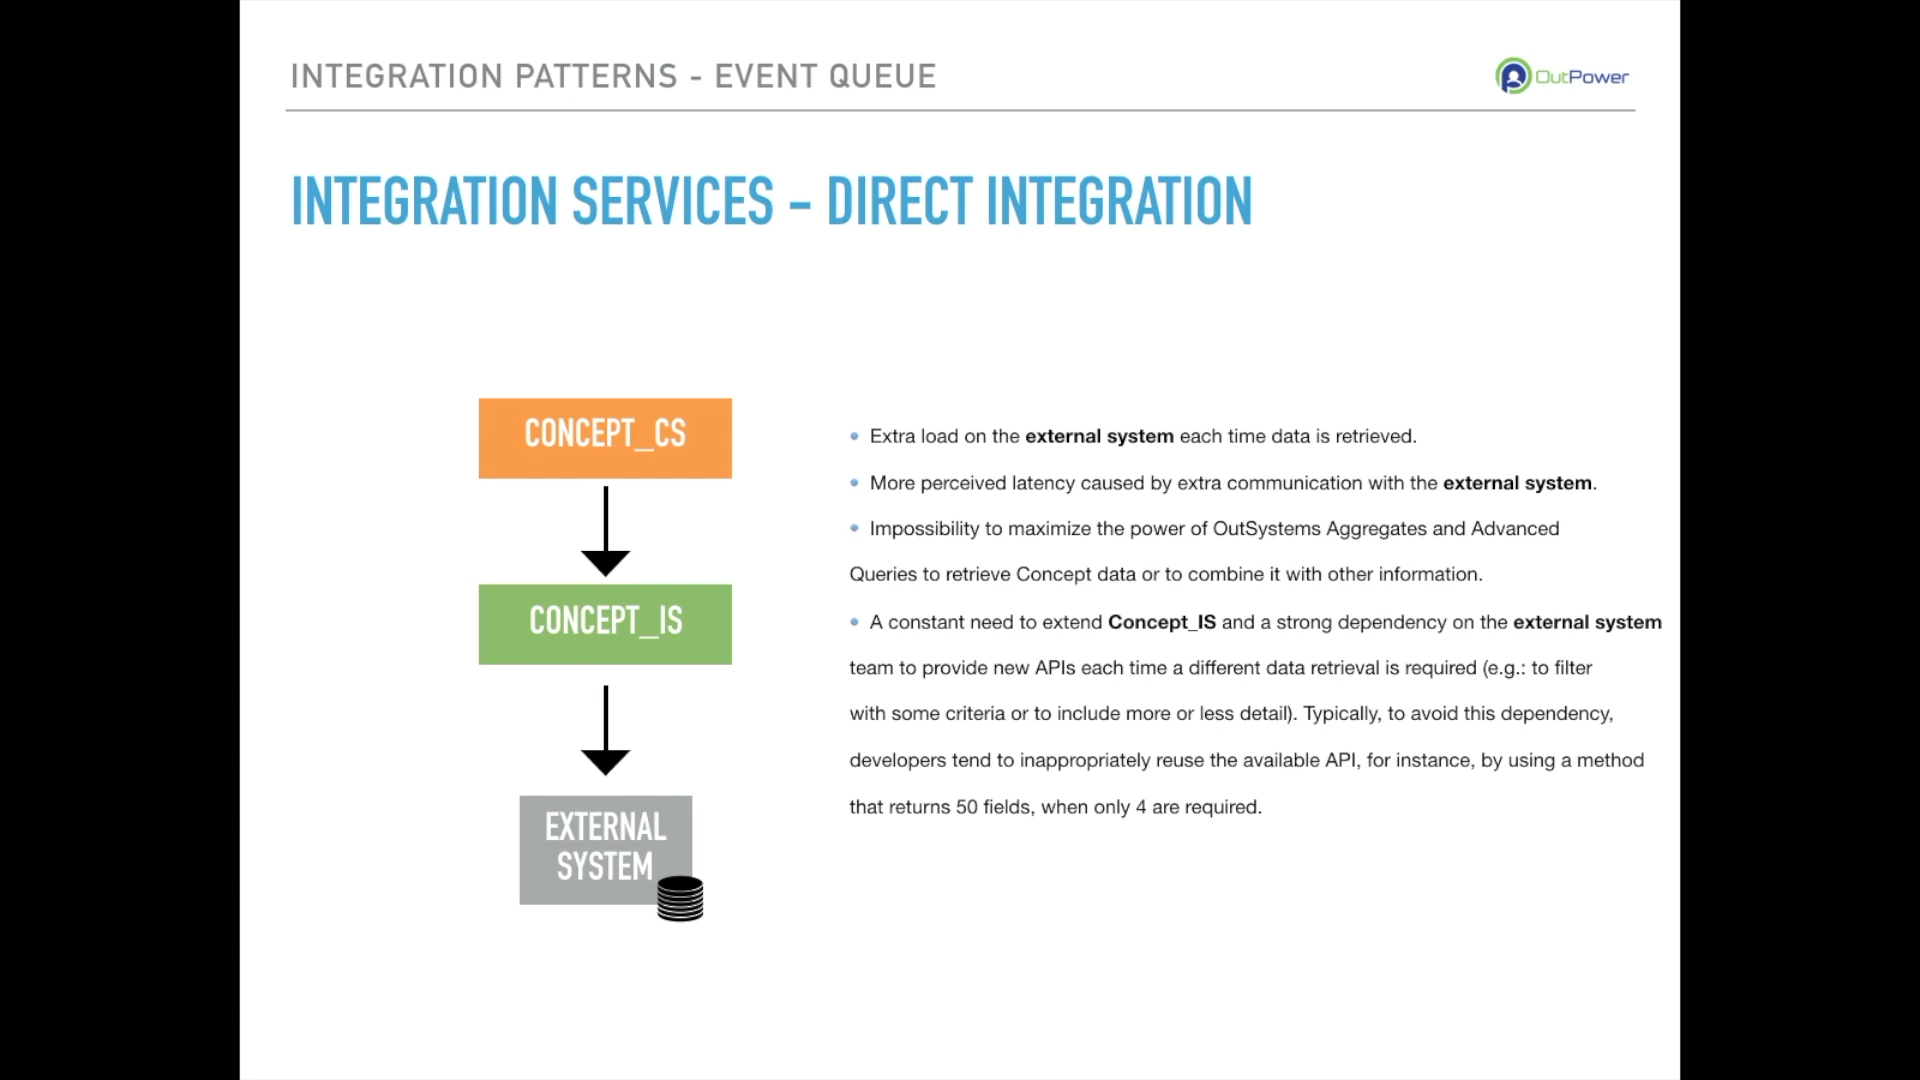 INTEGRATION PATTERNS - EVENT QUEUE
OutPower
INTEGRATION SERVICES - DIRECT INTEGRATION
CONCEPT_CS
CONCEPT_IS
EXTERNAL
SYSTEM
• Extra load on the external system each time data is retrieved.
• More perceived latency caused by extra communication with the external system.
• Impossibility to maximize the power of OutSystems Aggregates and Advanced
Queries to retrieve Concept data or to combine it with other information.
• A constant need to extend Concept_IS and a strong dependency on the external system
team to provide new APIs each time a different data retrieval is required (e.g.: to filter
with some criteria or to include more or less detail). Typically, to avoid this dependency,
developers tend to inappropriately reuse the available API, for instance, by using a method
that returns 50 fields, when only 4 are required.